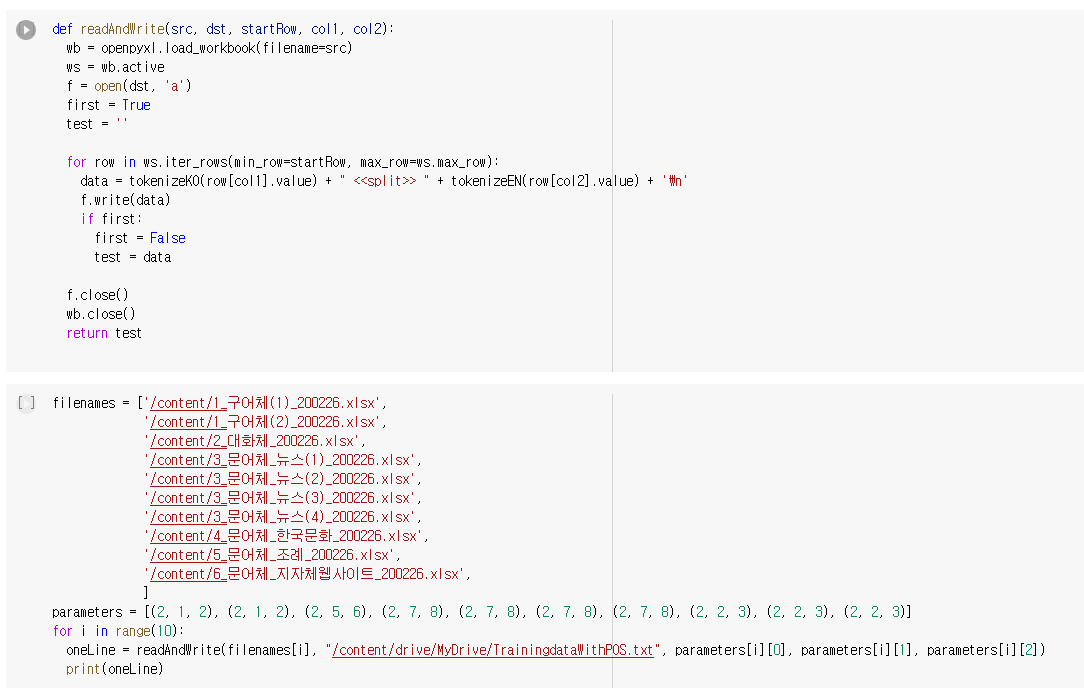 def readAndWrite(src, dst, startRow, col1, col2):
  wb = openpyxl.load_workbook(filename=src)
  ws = wb.active
  f = open(dst, 'a')
  first = True
  test = ''
  for row in ws.iter_rows(min_row=startRow, max_row=ws.max_row):
    data = tokenizeKO(row[col1].value) + " <<split>> " + tokenizeEN(row[col2].value) + '₩n'
    f.write(data)
    if first:
      first = False
      test = data
  f.close()
  wb.close()
  return test
[ ] filenames = ['/content/1_구어체(1)_200226.xlsx',
             '/content/1_구어체(2)_200226.xlsx',
             '/content/2_대화체_200226.xlsx',
             '/content/3_문어체_뉴스(1)_200226.xlsx',
             '/content/3_문어체_뉴스(2)_200226.xlsx',
             '/content/3_문어체_뉴스(3)_200226.xlsx',
             '/content/3_문어체_뉴스(4)_200226.xlsx',
             '/content/4_문어체_한국문화_200226.xlsx',
             '/content/5_문어체_조례_200226.xlsx',
             '/content/6_문어체_지자체웹사이트_200226.xlsx',
             ]
parameters = [(2, 1, 2), (2, 1, 2), (2, 5, 6), (2, 7, 8), (2, 7, 8), (2, 7, 8), (2, 7, 8), (2, 2, 3), (2, 2, 3), (2, 2, 3)]
for i in range(10):
  oneLine = readAndWrite(filenames[i], "/content/drive/MyDrive/TrainingdataWithPOS.txt", parameters[i][0], parameters[i][1], parameters[i][2])
  print(oneLine)